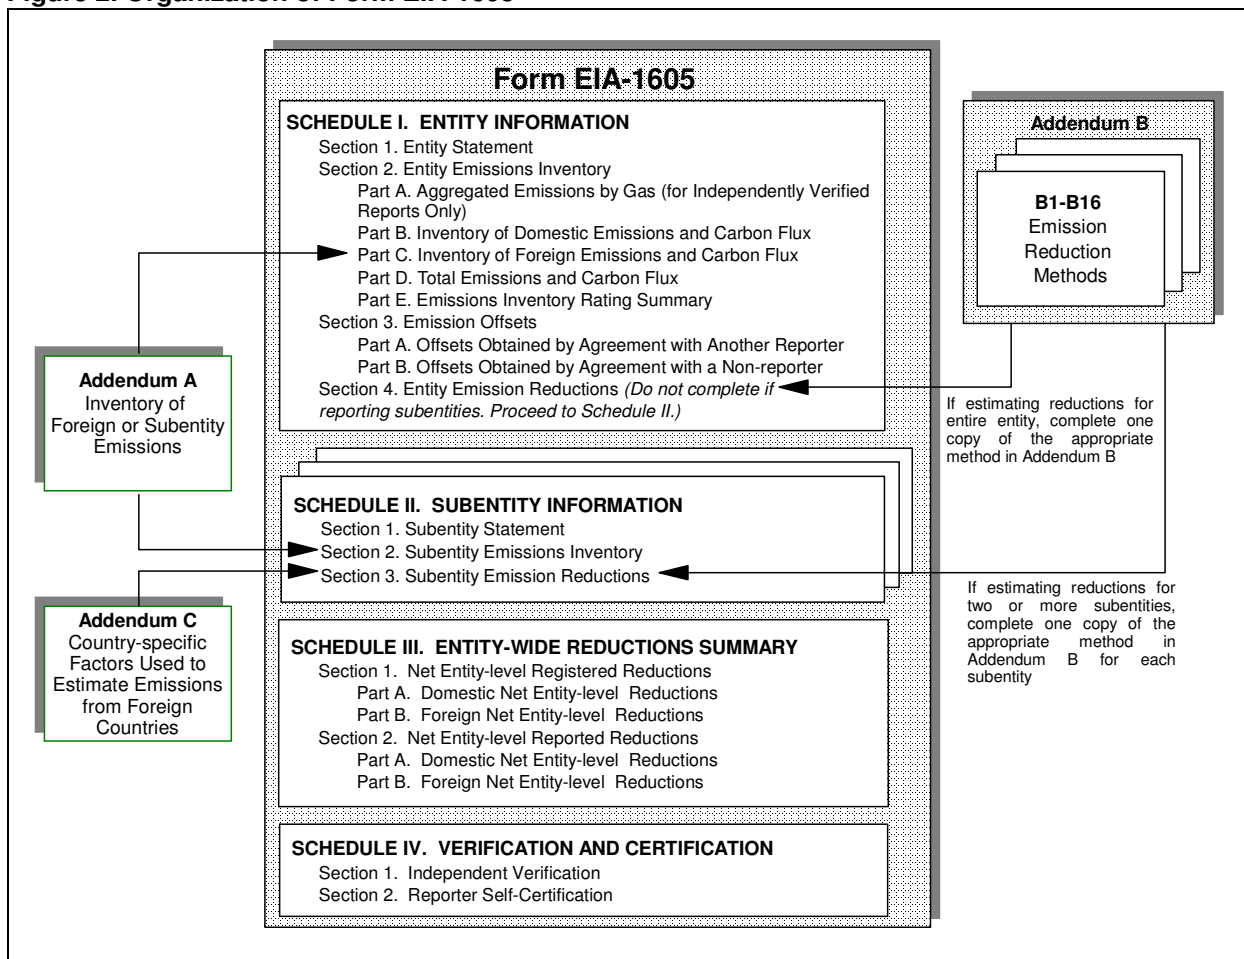 Figure 2. Organization of Form EIA-1605
Form EIA-1605
SCHEDULE I.  ENTITY INFORMATION
Section 1. Entity Statement
Section 2. Entity Emissions Inventory
Part A. Aggregated Emissions by Gas (for Independently Verified
Reports Only)
Part B. Inventory of Domestic Emissions and Carbon Flux
Part C. Inventory of Foreign Emissions and Carbon Flux
Part D. Total Emissions and Carbon Flux
Part E. Emissions Inventory Rating Summary
Section 3. Emission Offsets
Part A. Offsets Obtained by Agreement with Another Reporter
Part B. Offsets Obtained by Agreement with a Non-reporter
Section 4. Entity Emission Reductions (Do not complete if
reporting subentities. Proceed to Schedule II.)
Addendum B
B1-B16
Emission
Reduction
Methods
If estimating reductions for
entire entity, complete one
copy of the appropriate
method in Addendum B
Addendum A
Inventory of
Foreign or Subentity
Emissions
SCHEDULE II.  SUBENTITY INFORMATION
Section 1. Subentity Statement
Section 2. Subentity Emissions Inventory
Section 3. Subentity Emission Reductions
If estimating reductions for
two or more subentities,
complete one copy of the
appropriate method in
Addendum B for each
subentity
Addendum C
Country-specific
Factors Used to
Estimate Emissions
from Foreign
Countries
SCHEDULE III.  ENTITY-WIDE REDUCTIONS SUMMARY
Section 1.  Net Entity-level Registered Reductions
Part A.  Domestic Net Entity-level  Reductions
Part B.  Foreign Net Entity-level  Reductions
Section 2.  Net Entity-level Reported Reductions
Part A.  Domestic Net Entity-level  Reductions
Part B.  Foreign Net Entity-level  Reductions
SCHEDULE IV.  VERIFICATION AND CERTIFICATION
Section 1.  Independent Verification
Section 2.  Reporter Self-Certification